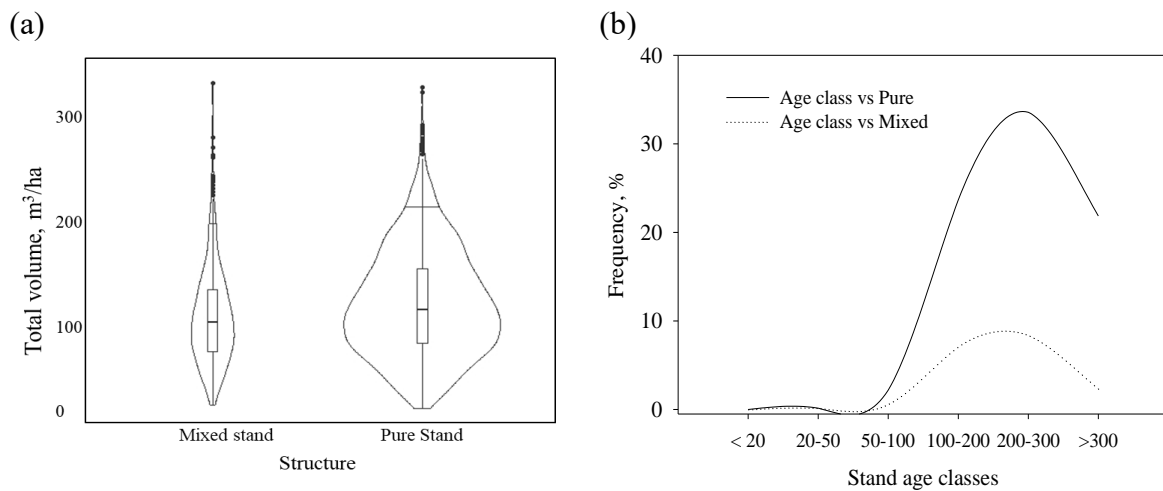 (a)
Total volume, m³/ha
300
200
100
0
Mixed stand Pure Stand
Structure
(b)
Frequency, %
40
30
20
10
0
Age class vs Pure
Age class vs Mixed
< 20 20-50 50-100 100-200 200-300 >300
Stand age classes